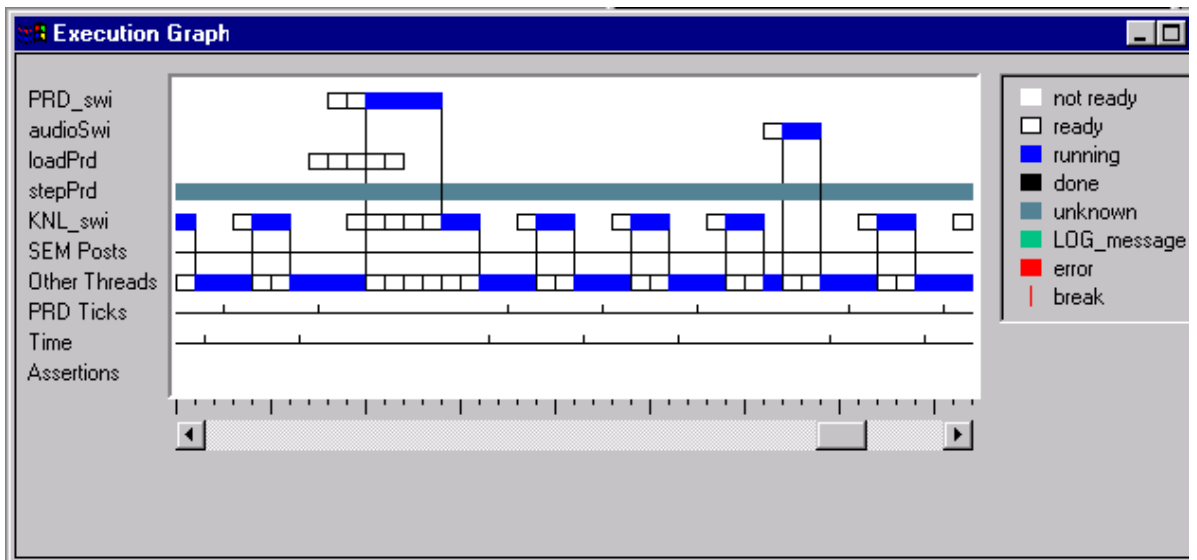 Execution Graph
PRD_swi
audioSwi
loadPrd
stepPrd
KNL_swi
SEM Posts
Other Threads
PRD Ticks
Time
Assertions
not ready
ready
running
done
unknown
LOG_message
error
break